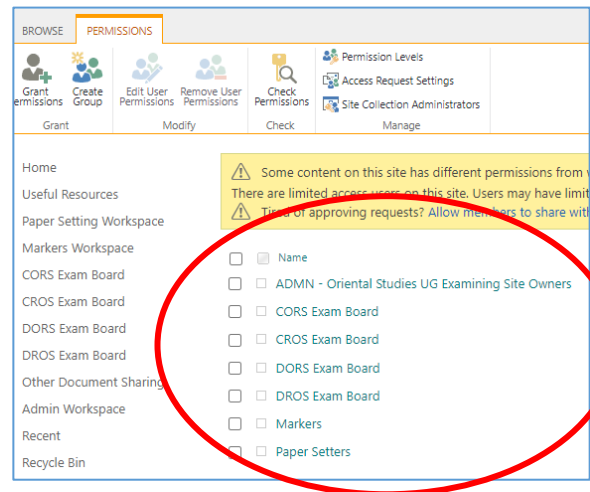 BROWSE PERMISSIONS
Grant Permissions
Create Group
Edit User Permissions
Remove User Permissions
Check Permissions
Permission Levels
Access Request Settings
Site Collection Administrators
Grant Modify Check Manage
Home
Useful Resources
Paper Setting Workspace
Markers Workspace
CORS Exam Board
CROS Exam Board
DORS Exam Board
DROS Exam Board
Other Document Sharing
Admin Workspace
Recent
Recycle Bin
Some content on this site has different permissions from
There are limited access users on this site. Users may have limit
Tired of approving requests? Allow members to share with
Name
ADMN - Oriental Studies UG Examining Site Owners
CORS Exam Board
CROS Exam Board
DORS Exam Board
DROS Exam Board
Markers
Paper Setters